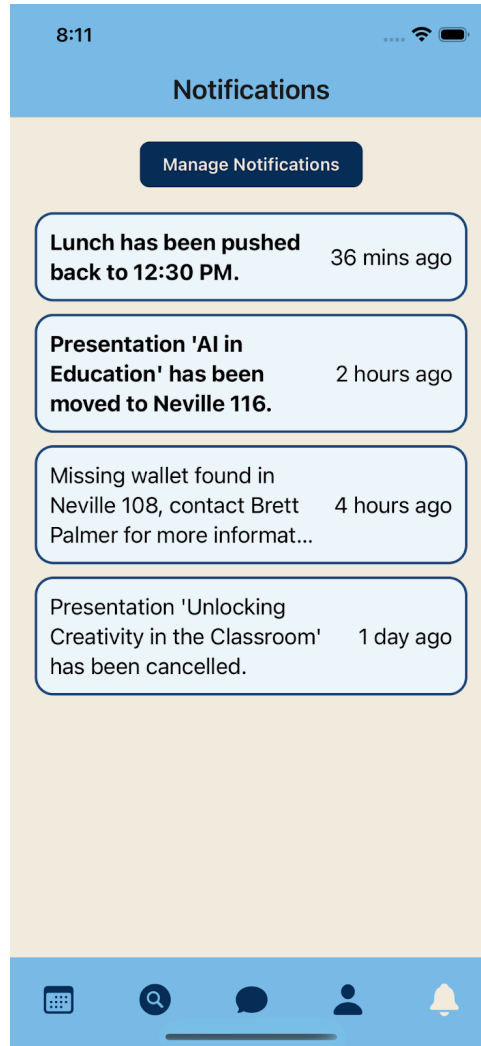 8:11
Notifications
Manage Notifications
Lunch has been pushed
back to 12:30 PM.
36 mins ago
Presentation 'AI in
Education' has been
moved to Neville 116.
2 hours ago
Missing wallet found in
Neville 108, contact Brett
Palmer for more informat...
4 hours ago
Presentation 'Unlocking
Creativity in the Classroom'
has been cancelled.
1 day ago